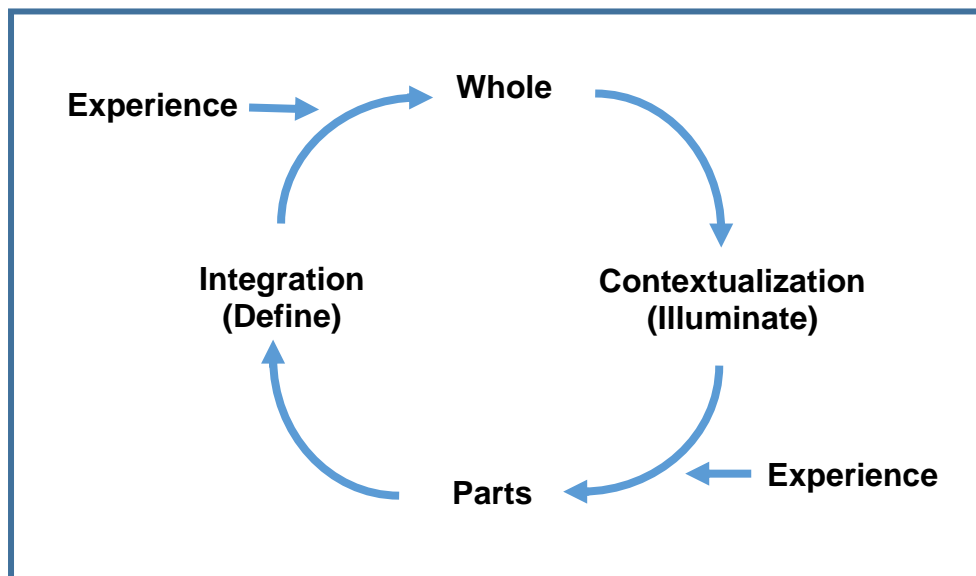 Whole
Experience
Integration
(Define)
Contextualization
(Illuminate)
Parts
Experience